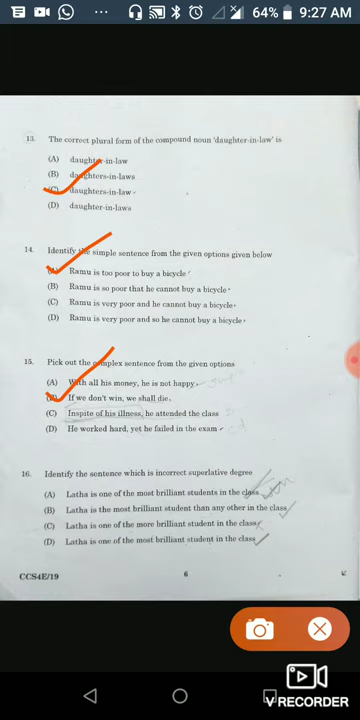 64% 9:27 AM
13. The correct plural form of the compound noun 'daughter-in-law' is
(A) daughter-in-law
(B) daughters-in-laws
(C) daughters-in-law
(D) daughter-in-laws
14. Identify the simple sentence from the given options given below
(A) Ramu is too poor to buy a bicycle
(B) Ramu is so poor that he cannot buy a bicycle
(C) Ramu is very poor and he cannot buy a bicycle
(D) Ramu is very poor and so he cannot buy a bicycle
15. Pick out the complex sentence from the given options
(A) With all his money, he is not happy
(B) If we don't win, we shall die.
(C) Inspite of his illness, he attended the class
(D) He worked hard, yet he failed in the exam
16. Identify the sentence which is incorrect superlative degree
(A) Latha is one of the most brilliant students in the class
(B) Latha is the most brilliant student than any other in the class
(C) Latha is one of the more brilliant student in the class
(D) Latha is one of the most brilliant student in the class
CCS4E/19 6
V RECORDER